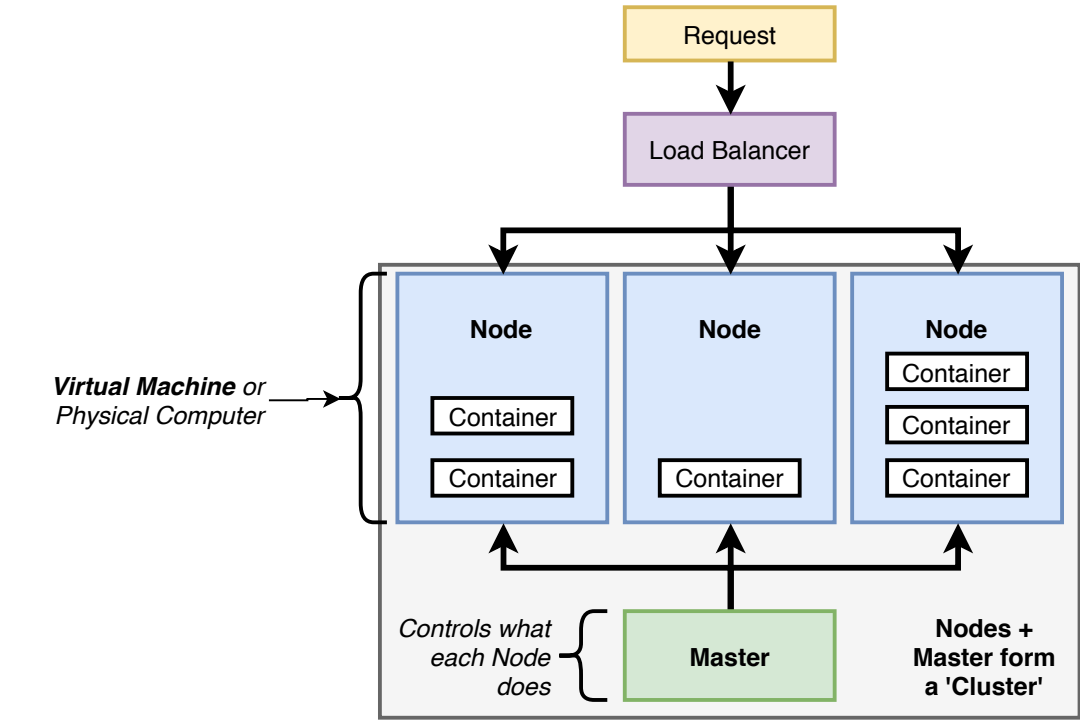 Request
Load Balancer
Node
Node
Node
Container
Virtual Machine or
Physical Computer
Container
Container
Container
Container
Container
Controls what
each Node
does
Master
Nodes +
Master form
a 'Cluster'